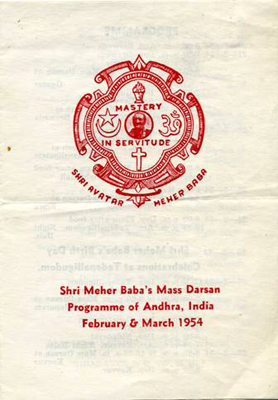 MASTERY
IN SERVITUDE
ॐ
SHRI AVATAR MEHER BABA
Shri Meher Baba's Mass Darsan
Programme of Andhra, India
February & March 1954